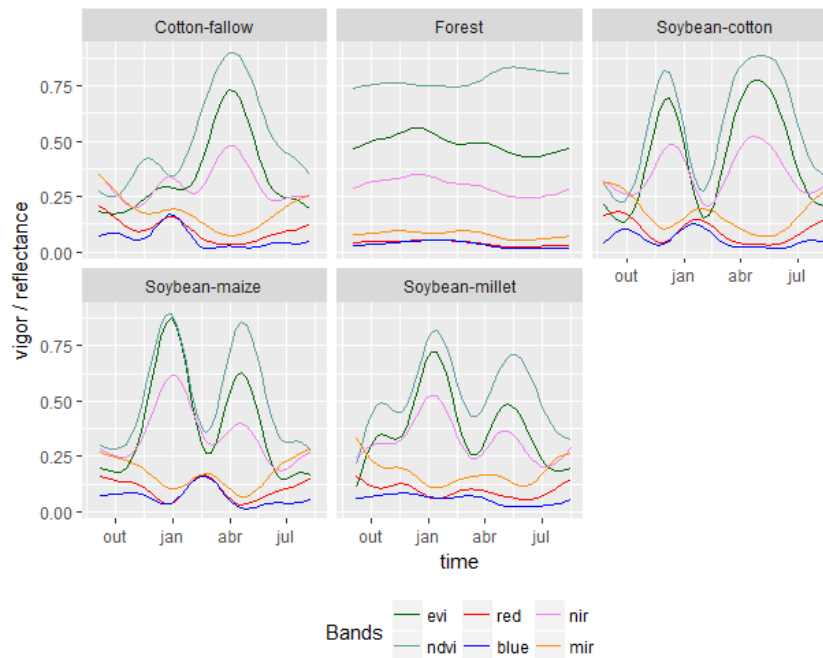 Cotton-fallow
Forest
Soybean-cotton
0.75
0.50
0.25
0.00
out jan abr jul
Soybean-maize
Soybean-millet
0.75
0.50
0.25
0.00
out jan abr jul
out jan abr jul
vigor / reflectance
time
Bands
evi red nir
ndvi blue mir